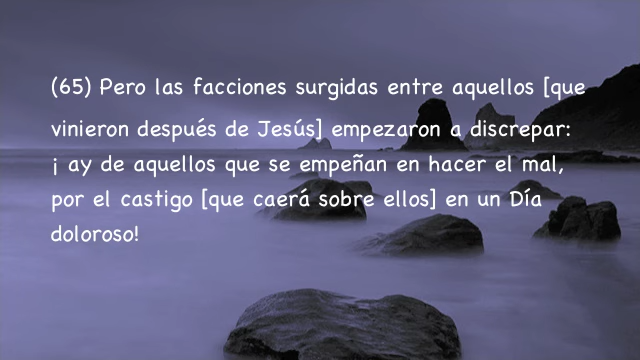 (65) Pero las facciones surgidas entre aquellos [que
vinieron después de Jesús] empezaron a discrepar:
¡ ay de aquellos que se empeñan en hacer el mal,
por el castigo [que caerá sobre ellos] en un Día
doloroso!